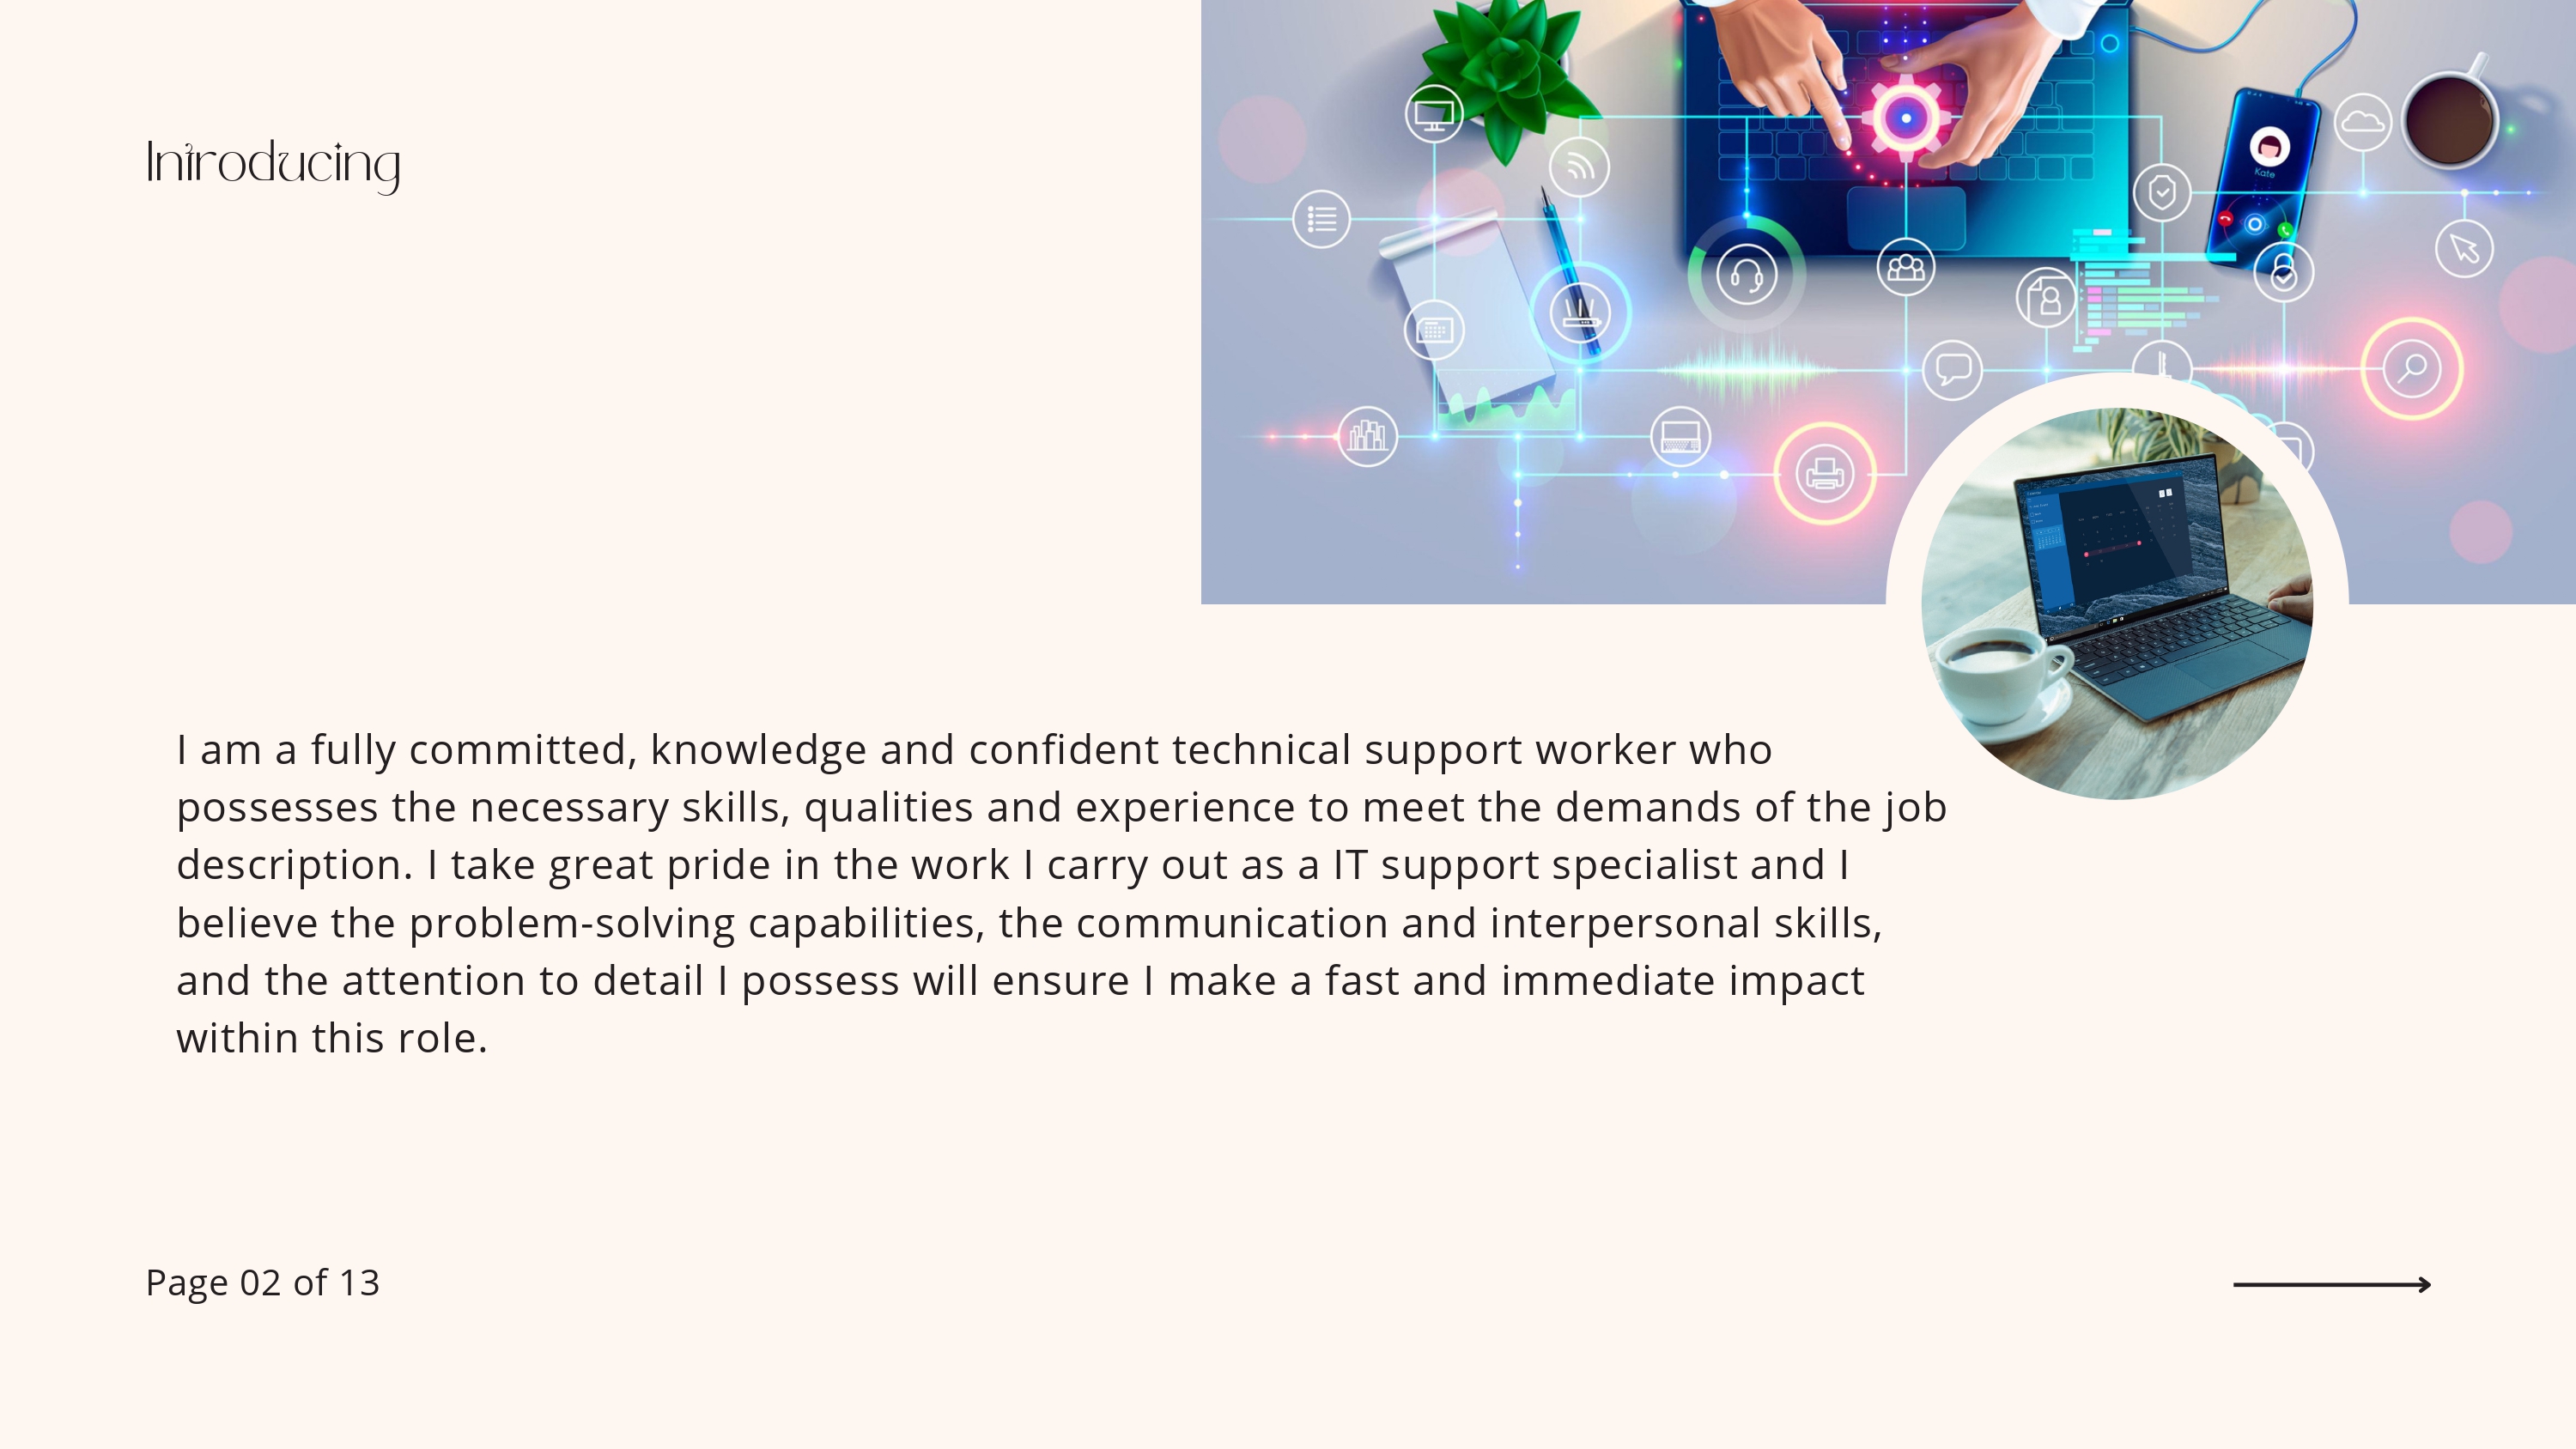 Introducing
Kate
I am a fully committed, knowledge and confident technical support worker who
possesses the necessary skills, qualities and experience to meet the demands of the job
description. I take great pride in the work I carry out as a IT support specialist and I
believe the problem-solving capabilities, the communication and interpersonal skills,
and the attention to detail I possess will ensure I make a fast and immediate impact
within this role.
Page 02 of 13